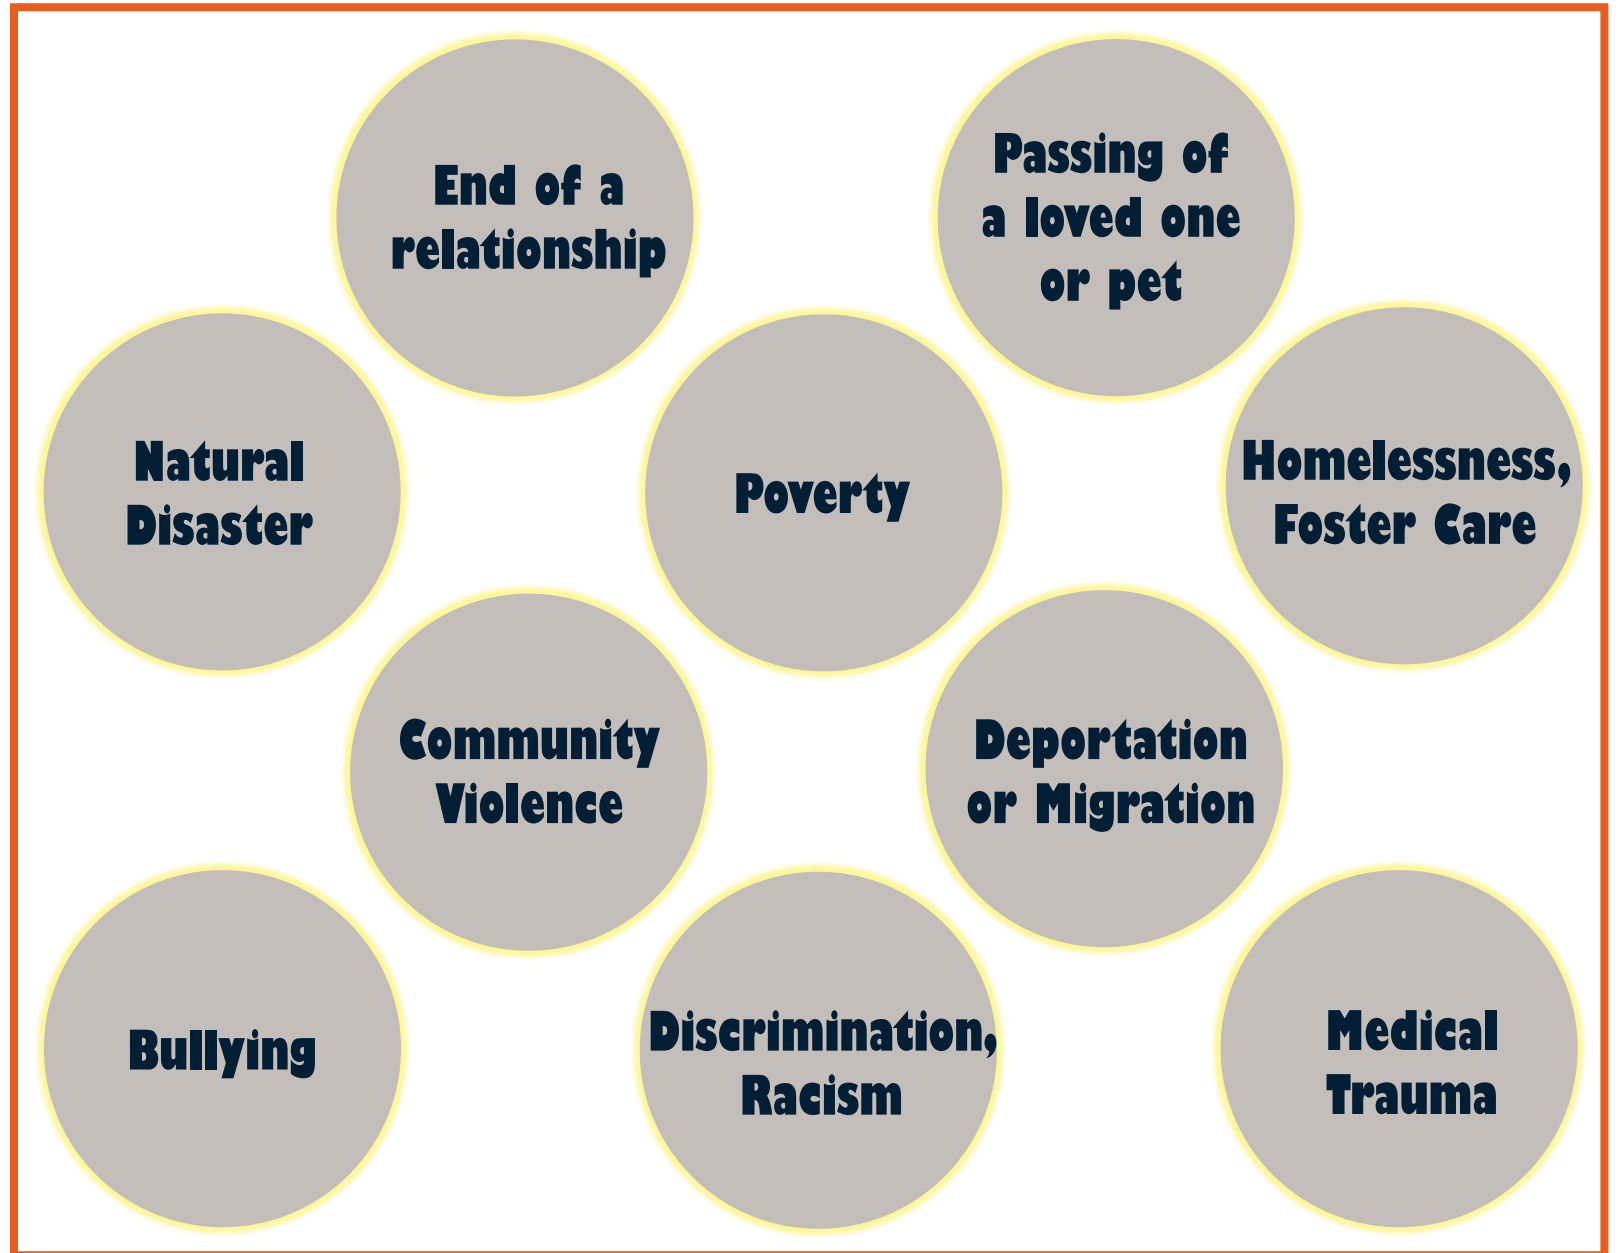 End of a
relationship
Passing of
a loved one
or pet
Natural
Disaster
Poverty
Homelessness,
Foster Care
Community
Violence
Deportation
or Migration
Bullying
Discrimination,
Racism
Medical
Trauma